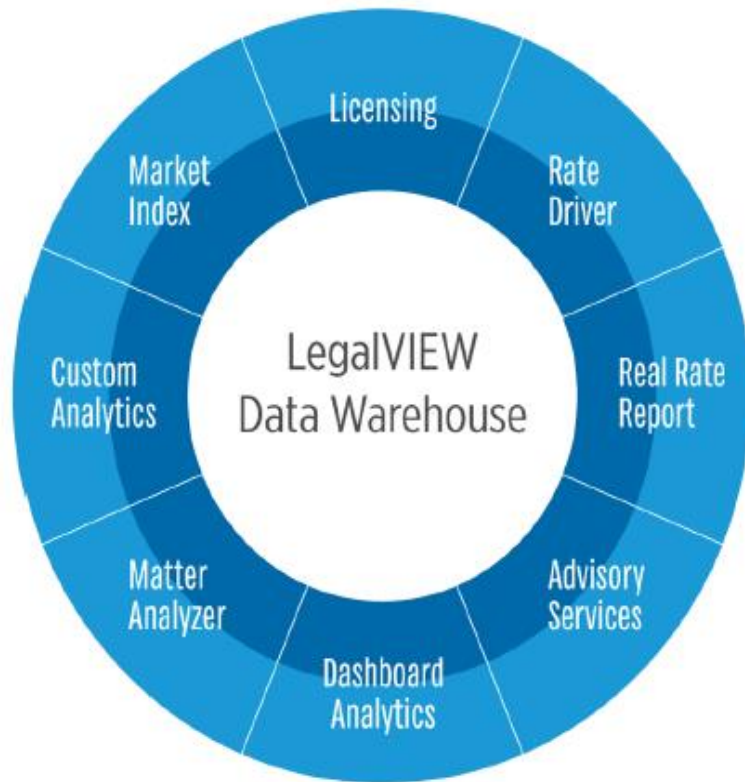 Licensing
Market
Index
Rate
Driver
LegalVIEW
Data Warehouse
Custom
Analytics
Real Rate
Report
Matter
Analyzer
Advisory
Services
Dashboard
Analytics